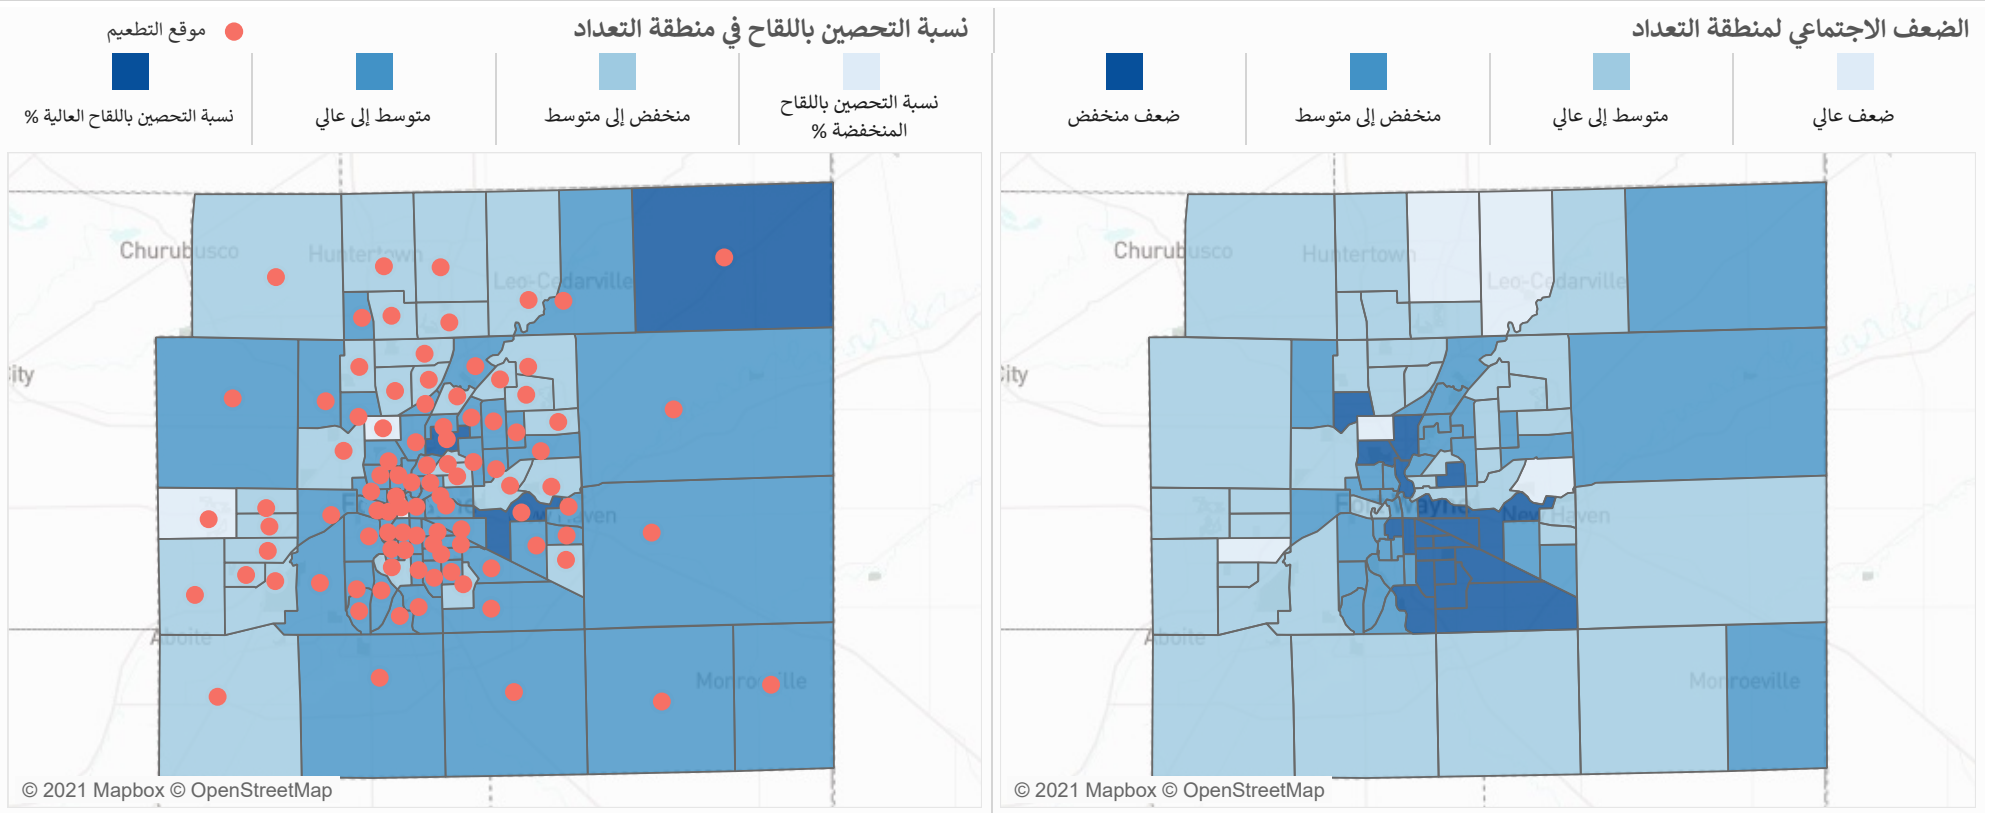 الضعف الاجتماعي لمنطقة التعداد
ضعف عالي
متوسط إلى عالي
منخفض إلى متوسط
ضعف منخفض
Churubusco
Huntertown
Leo-Cedarville
City
Fort Wayne
New Haven
Aboite
Monroeville
© 2021 Mapbox © OpenStreetMap
نسبة التحصين باللقاح في منطقة التعداد
موقع التطعيم
نسبة التحصين باللقاح
المنخفضة %
منخفض إلى متوسط
متوسط إلى عالي
نسبة التحصين باللقاح العالية %
Churubusco
Huntertown
Leo-Cedarville
ity
New Haven
Aboite
Monroeville
© 2021 Mapbox © OpenStreetMap